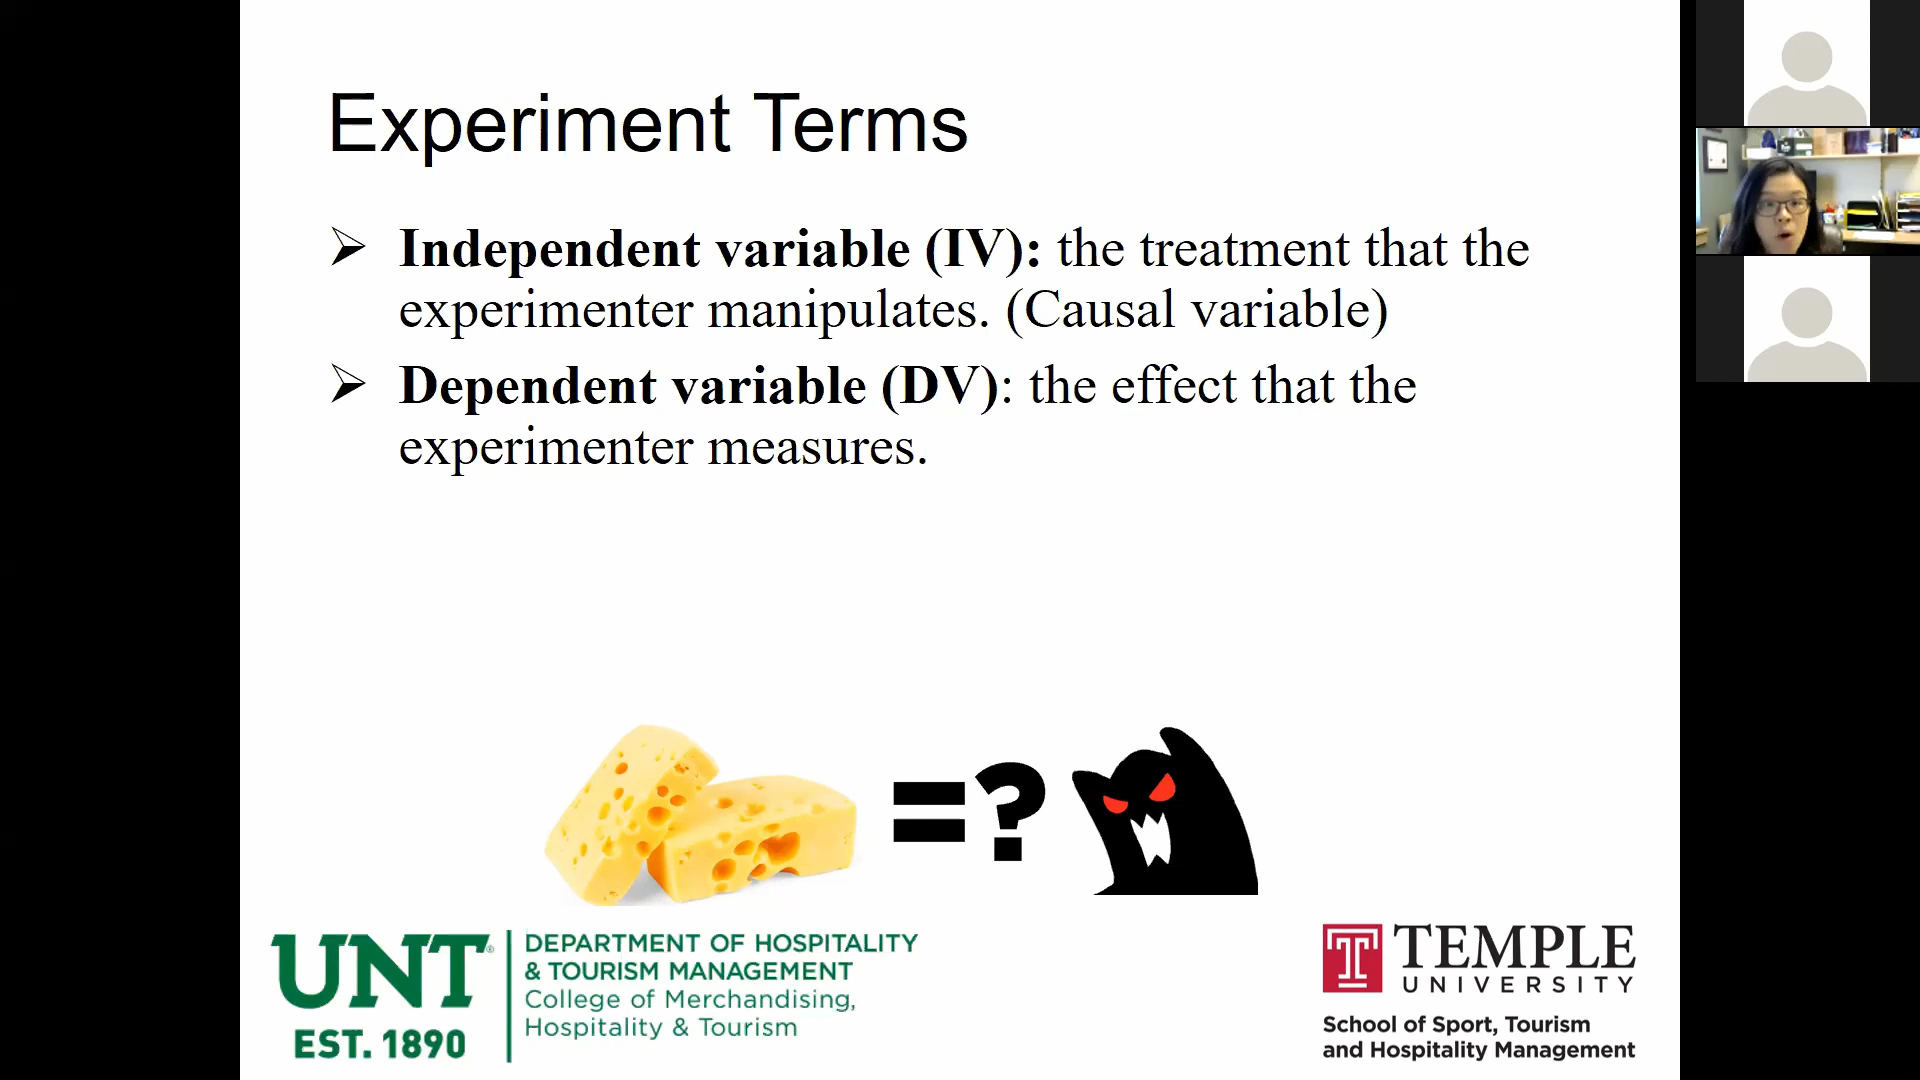 Experiment Terms
➢ Independent variable (IV): the treatment that the
experimenter manipulates. (Causal variable)
➢ Dependent variable (DV): the effect that the
experimenter measures.
=?
UNT®
EST. 1890
DEPARTMENT OF HOSPITALITY
& TOURISM MANAGEMENT
College of Merchandising,
Hospitality & Tourism
T TEMPLE
UNIVERSITY
School of Sport, Tourism
and Hospitality Management